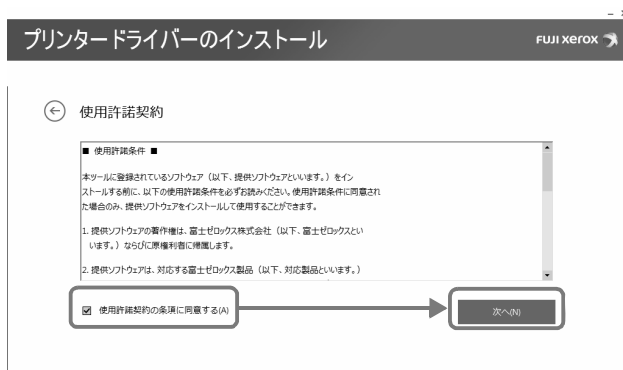 プリンタードライバーのインストール
FUJI xerox
使用許諾契約
■ 使用許諾条件 ■
本ツールに登録されているソフトウェア（以下、提供ソフトウェアといいます。）をイン
ストールする前に、以下の使用許諾条件を必ずお読みください。使用許諾条件に同意され
た場合のみ、提供ソフトウェアをインストールして使用することができます。
1. 提供ソフトウェアの著作権は、富士ゼロックス株式会社（以下、富士ゼロックスとい
います。）ならびに原権利者に帰属します。
2. 提供ソフトウェアは、対応する富士ゼロックス製品（以下、対応製品といいます。）
使用許諾契約の条項に同意する(A)
次へ(N)